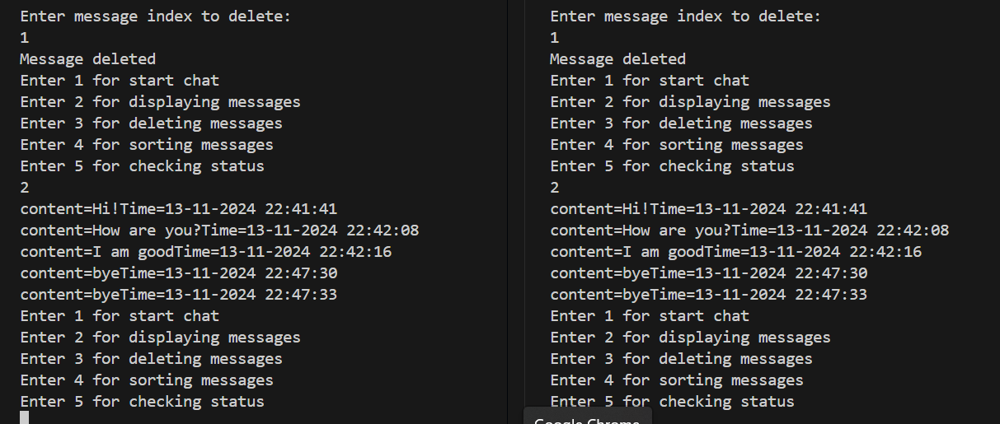 Enter message index to delete:
1
Message deleted
Enter 1 for start chat
Enter 2 for displaying messages
Enter 3 for deleting messages
Enter 4 for sorting messages
Enter 5 for checking status
2
content=Hi!Time=13-11-2024 22:41:41
content=How are you?Time=13-11-2024 22:42:08
content=I am goodTime=13-11-2024 22:42:16
content=byeTime=13-11-2024 22:47:30
content=byeTime=13-11-2024 22:47:33
Enter 1 for start chat
Enter 2 for displaying messages
Enter 3 for deleting messages
Enter 4 for sorting messages
Enter 5 for checking status
Enter message index to delete:
1
Message deleted
Enter 1 for start chat
Enter 2 for displaying messages
Enter 3 for deleting messages
Enter 4 for sorting messages
Enter 5 for checking status
2
content=Hi!Time=13-11-2024 22:41:41
content=How are you?Time=13-11-2024 22:42:08
content=I am goodTime=13-11-2024 22:42:16
content=byeTime=13-11-2024 22:47:30
content=byeTime=13-11-2024 22:47:33
Enter 1 for start chat
Enter 2 for displaying messages
Enter 3 for deleting messages
Enter 4 for sorting messages
Enter 5 for checking status
Google Chrome